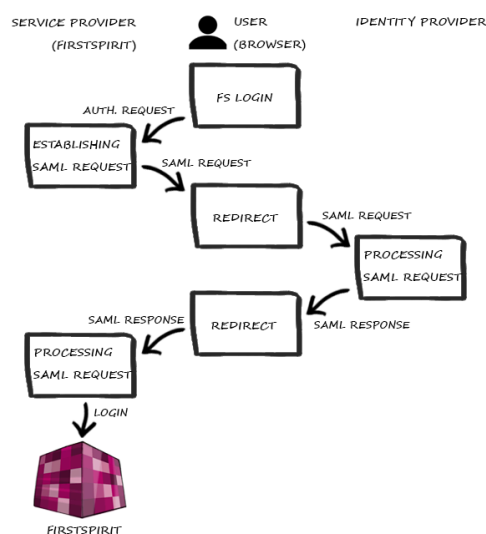 SERVICE PROVIDER
(FIRSTSPIRIT)
USER
(BROWSER)
IDENTITY PROVIDER
FS LOGIN
AUTH. REQUEST
ESTABLISHING
SAML REQUEST
SAML REQUEST
REDIRECT
SAML REQUEST
PROCESSING
SAML REQUEST
SAML RESPONSE
REDIRECT
SAML RESPONSE
PROCESSING
SAML REQUEST
LOGIN
FIRSTSPIRIT